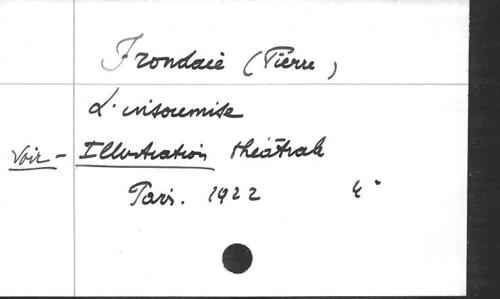 Frondaie (Pierre)
L'insoumise
Voir - Illustration théâtrale
Paris. 1922 4°